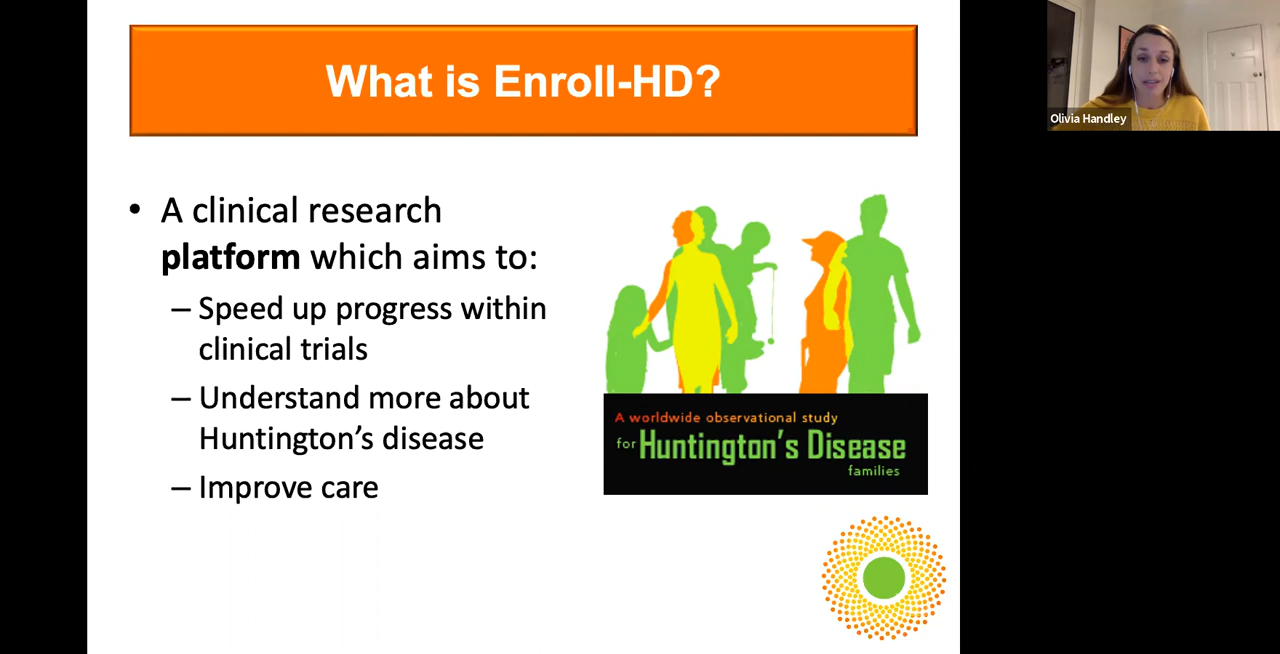 What is Enroll-HD?
Olivia Handley
• A clinical research
platform which aims to:
– Speed up progress within
clinical trials
– Understand more about
Huntington’s disease
– Improve care
A worldwide observational study
for Huntington's Disease
families